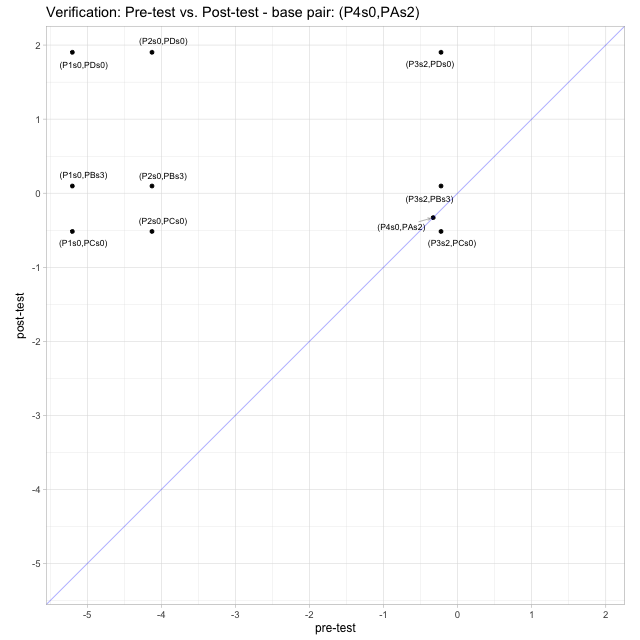 Verification: Pre-test vs. Post-test - base pair: (P4s0,PAs2)
2
(P2s0,PDs0)
(P1s0,PDs0)
(P3s2,PDs0)
1
(P1s0,PBs3)
(P2s0,PBs3)
0
(P3s2,PBs3)
(P2s0,PCs0)
(P4s0,PAs2)
(P1s0,PCs0)
(P3s2,PCs0)
-1
post-test
-2
-3
-4
-5
-5 -4 -3 -2 -1 0 1 2
pre-test